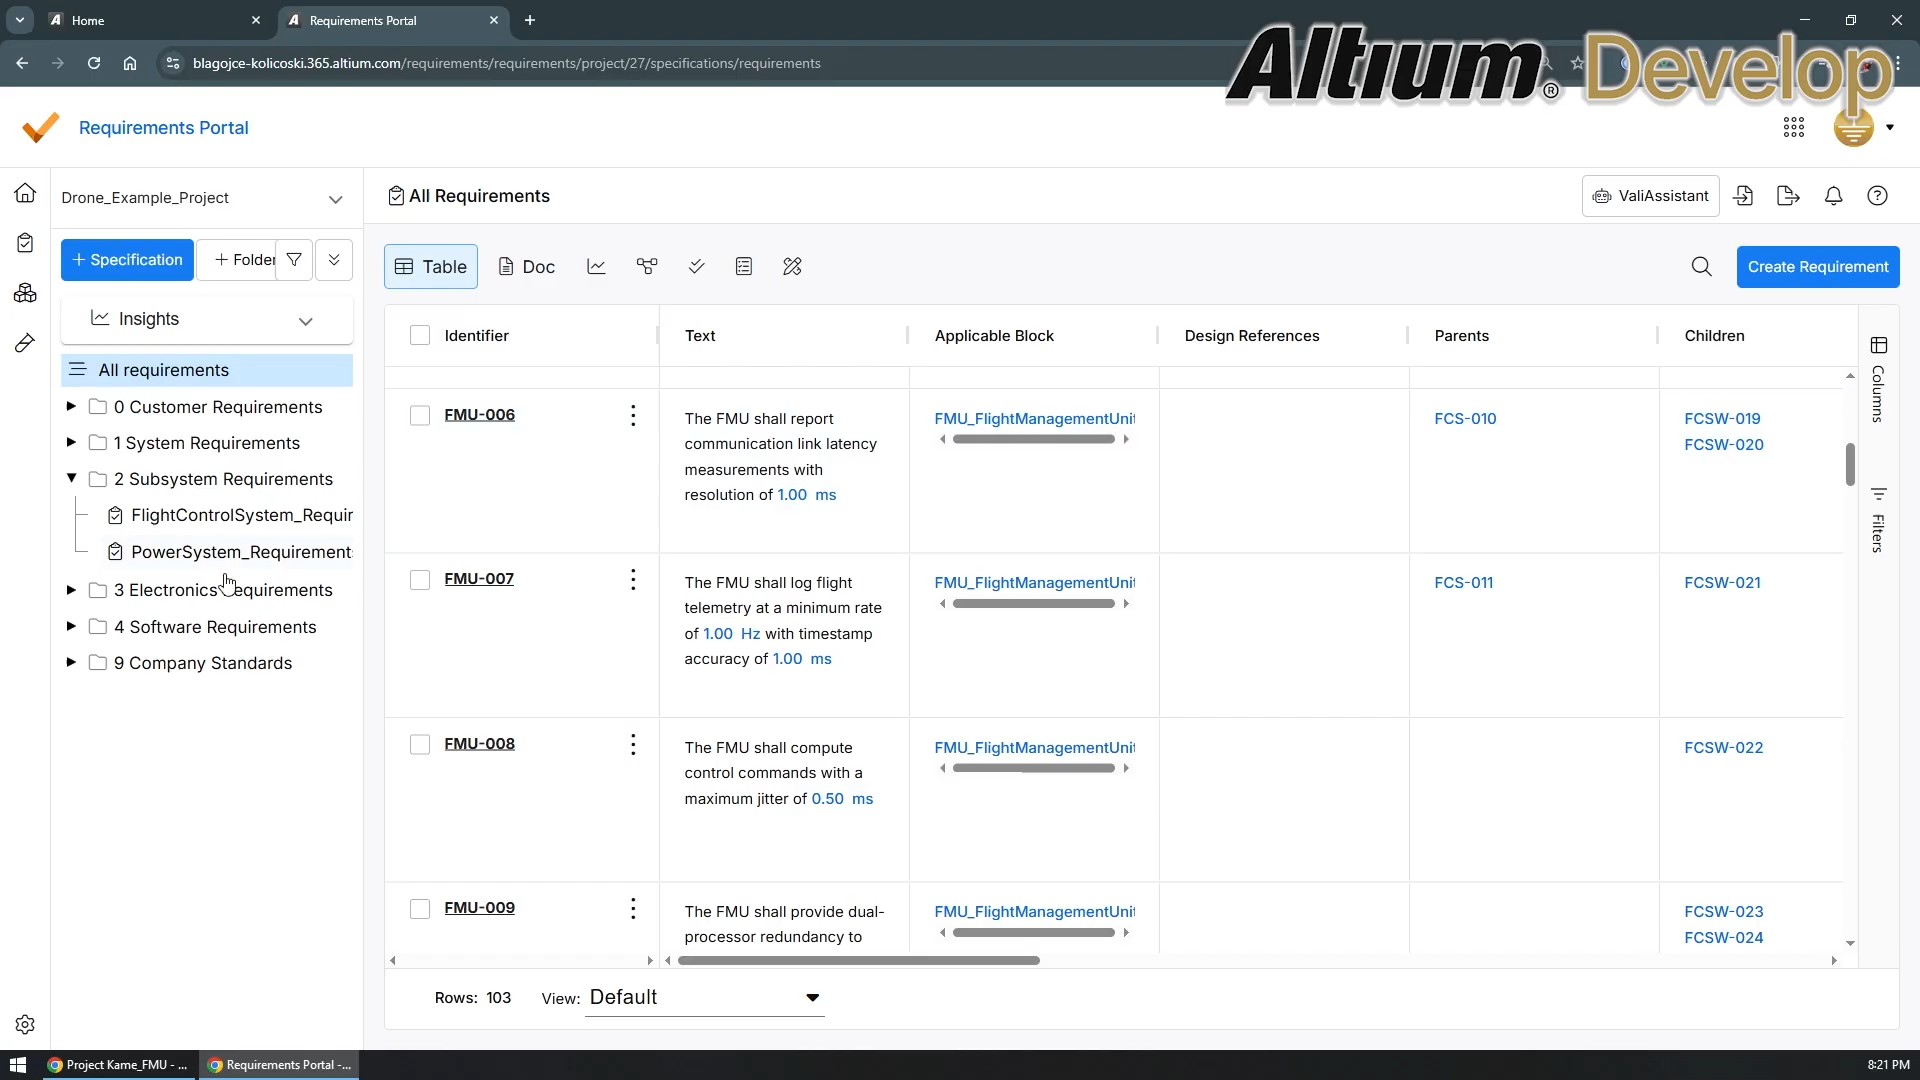 Home
Requirements Portal
blagojce-kolicoski.365.altium.com/requirements/requirements/project/27/specifications/requirements
Altium® Develop
Requirements Portal
Drone_Example_Project
All Requirements
ValiAssistant
+ Specification
+ Folder
Table
Doc
Create Requirement
Insights
All requirements
0 Customer Requirements
1 System Requirements
2 Subsystem Requirements
FlightControlSystem_Requir
PowerSystem_Requirement
3 Electronics Requirements
4 Software Requirements
9 Company Standards
Identifier
Text
Applicable Block
Design References
Parents
Children
FMU-006
The FMU shall report
communication link latency
measurements with
resolution of 1.00 ms
FMU_FlightManagementUnit
FCS-010
FCSW-019
FCSW-020
FMU-007
The FMU shall log flight
telemetry at a minimum rate
of 1.00 Hz with timestamp
accuracy of 1.00 ms
FMU_FlightManagementUnit
FCS-011
FCSW-021
FMU-008
The FMU shall compute
control commands with a
maximum jitter of 0.50 ms
FMU_FlightManagementUnit
FCSW-022
FMU-009
The FMU shall provide dual-
processor redundancy to
FMU_FlightManagementUnit
FCSW-023
FCSW-024
Columns
Filters
Rows: 103
View: Default
Project Kame_FMU - ...
Requirements Portal -...
8:21 PM